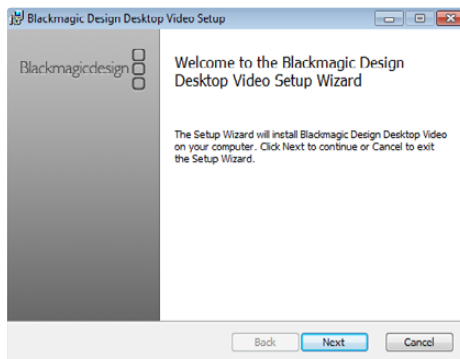 Blackmagic Design Desktop Video Setup
Blackmagicdesign
Welcome to the Blackmagic Design
Desktop Video Setup Wizard
The Setup Wizard will install Blackmagic Design Desktop Video
on your computer. Click Next to continue or Cancel to exit
the Setup Wizard.
Back Next Cancel